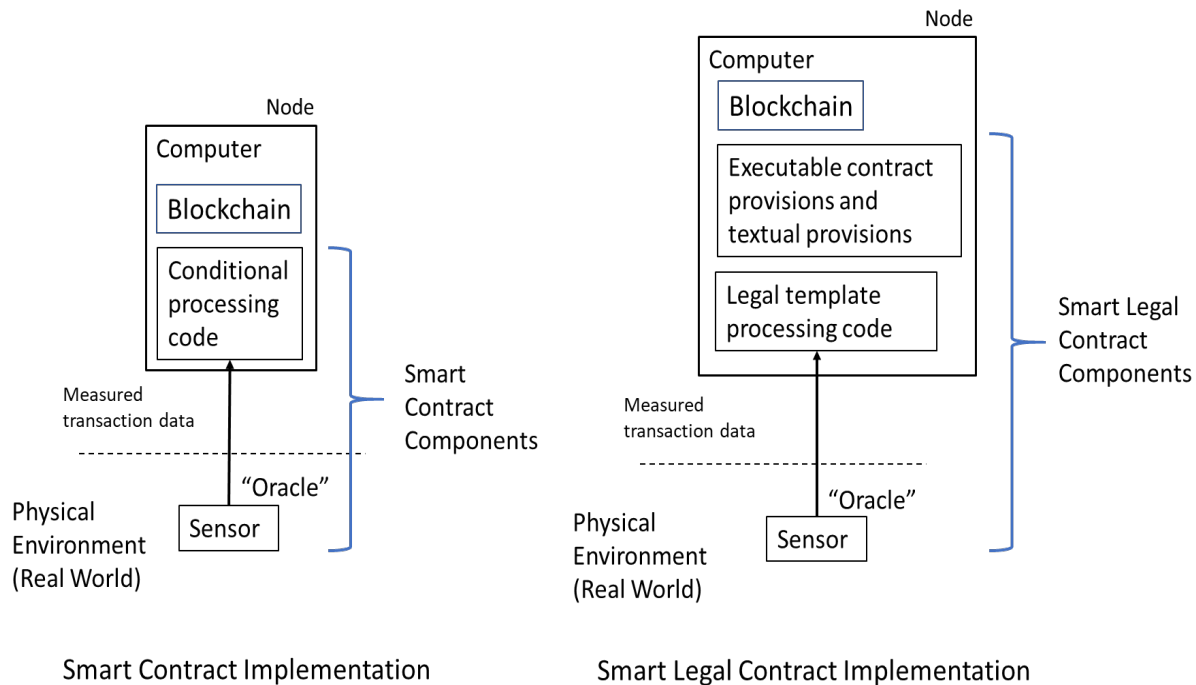 Node
Computer
Blockchain
Conditional
processing
code
Measured
transaction data
Smart
Contract
Components
“Oracle”
Sensor
Physical
Environment
(Real World)
Smart Contract Implementation
Node
Computer
Blockchain
Executable contract
provisions and
textual provisions
Legal template
processing code
Smart Legal
Contract
Components
Measured
transaction data
“Oracle”
Sensor
Physical
Environment
(Real World)
Smart Legal Contract Implementation